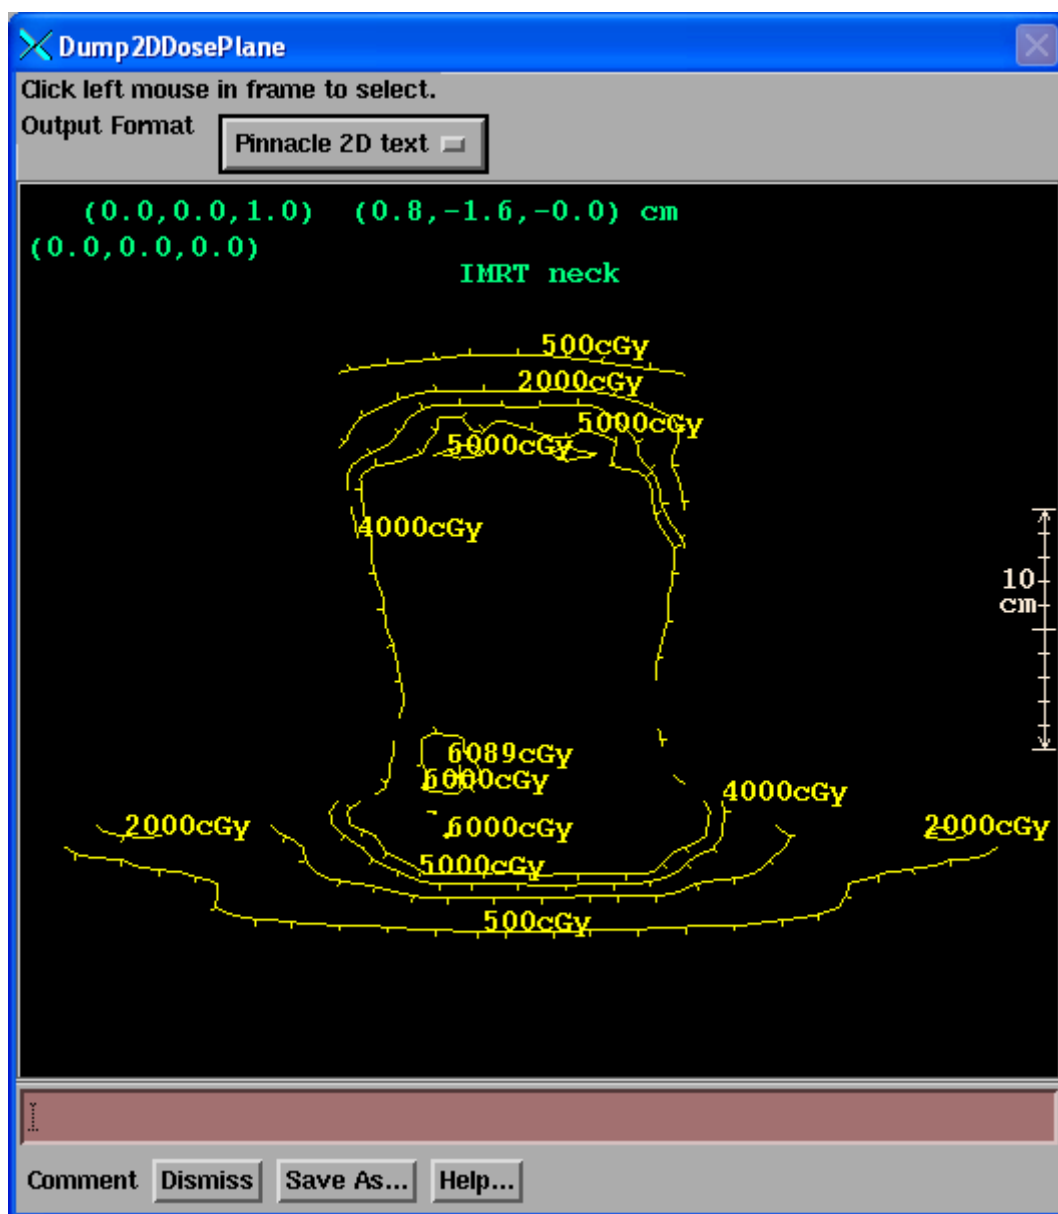 Dump2DDosePlane
Click left mouse in frame to select.
Output Format
Pinnacle 2D text
(0.0,0.0,1.0) (0.8,-1.6,-0.0) cm
(0.0,0.0,0.0)
IMRT neck
500cGy
2000cGy
5000cGy
5000cGy
4000cGy
10
cm
6089cGy
6000cGy
4000cGy
2000cGy
6000cGy
2000cGy
5000cGy
500cGy
Comment Dismiss Save As... Help...